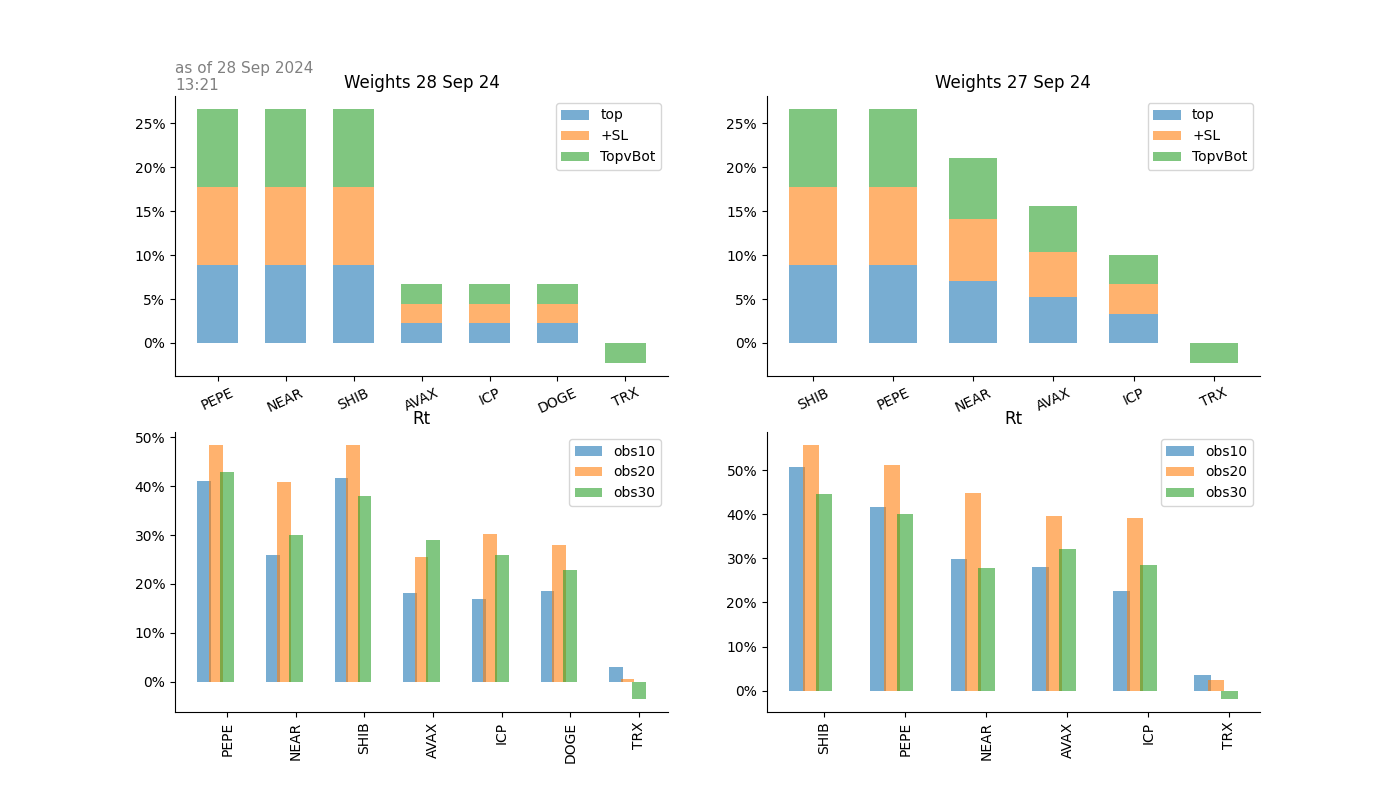 as of 28 Sep 2024
13:21
Weights 28 Sep 24
25%
20%
15%
10%
5%
0%
top
+SL
TopvBot
PEPE
NEAR
SHIB
AVAX
ICP
DOGE
TRX
Weights 27 Sep 24
25%
20%
15%
10%
5%
0%
top
+SL
TopvBot
SHIB
PEPE
NEAR
AVAX
ICP
TRX
Rt
50%
40%
30%
20%
10%
0%
obs10
obs20
obs30
PEPE
NEAR
SHIB
AVAX
ICP
DOGE
TRX
Rt
50%
40%
30%
20%
10%
0%
obs10
obs20
obs30
SHIB
PEPE
NEAR
AVAX
ICP
TRX